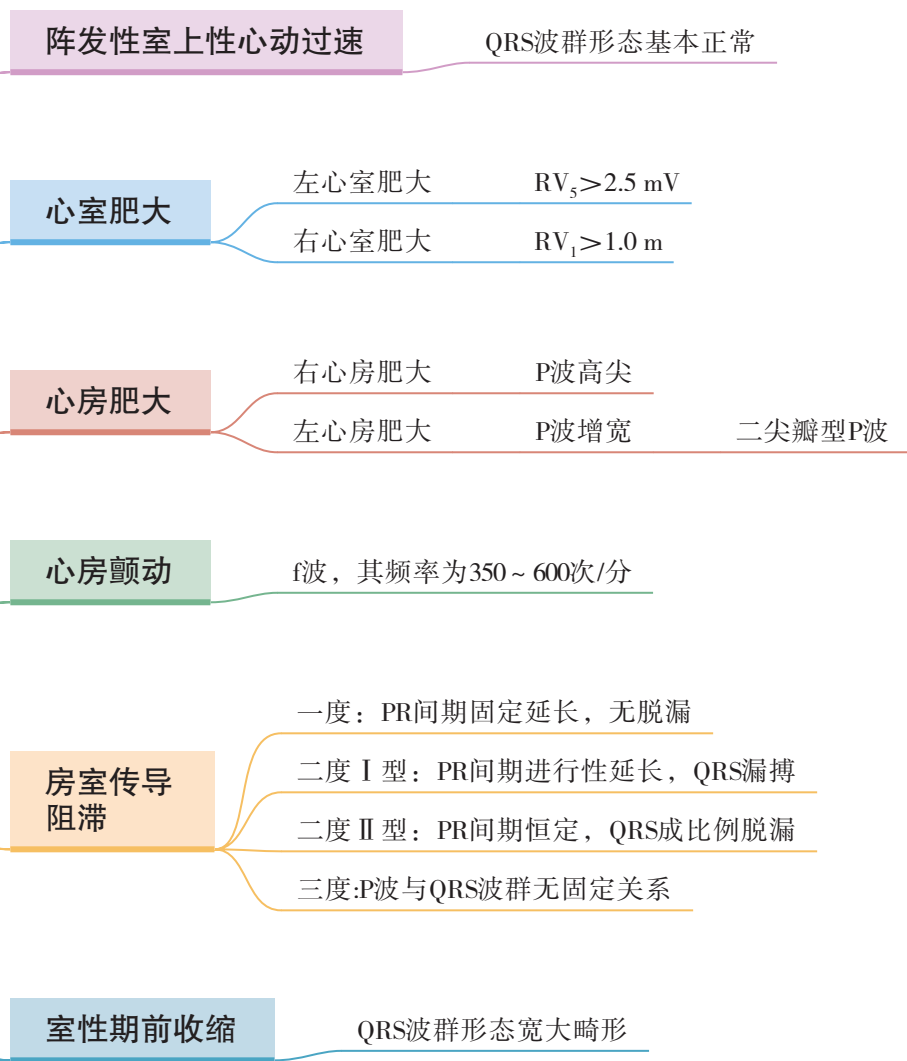 阵发性室上性心动过速 QRS波群形态基本正常
心室肥大
左心室肥大 RV₅＞2.5 mV
右心室肥大 RV₁＞1.0 m
心房肥大
右心房肥大 P波高尖
左心房肥大 P波增宽 二尖瓣型P波
心房颤动 f波，其频率为350～600次/分
房室传导
阻滞
一度：PR间期固定延长，无脱漏
二度Ⅰ型：PR间期进行性延长，QRS漏搏
二度Ⅱ型：PR间期恒定，QRS成比例脱漏
三度:P波与QRS波群无固定关系
室性期前收缩 QRS波群形态宽大畸形